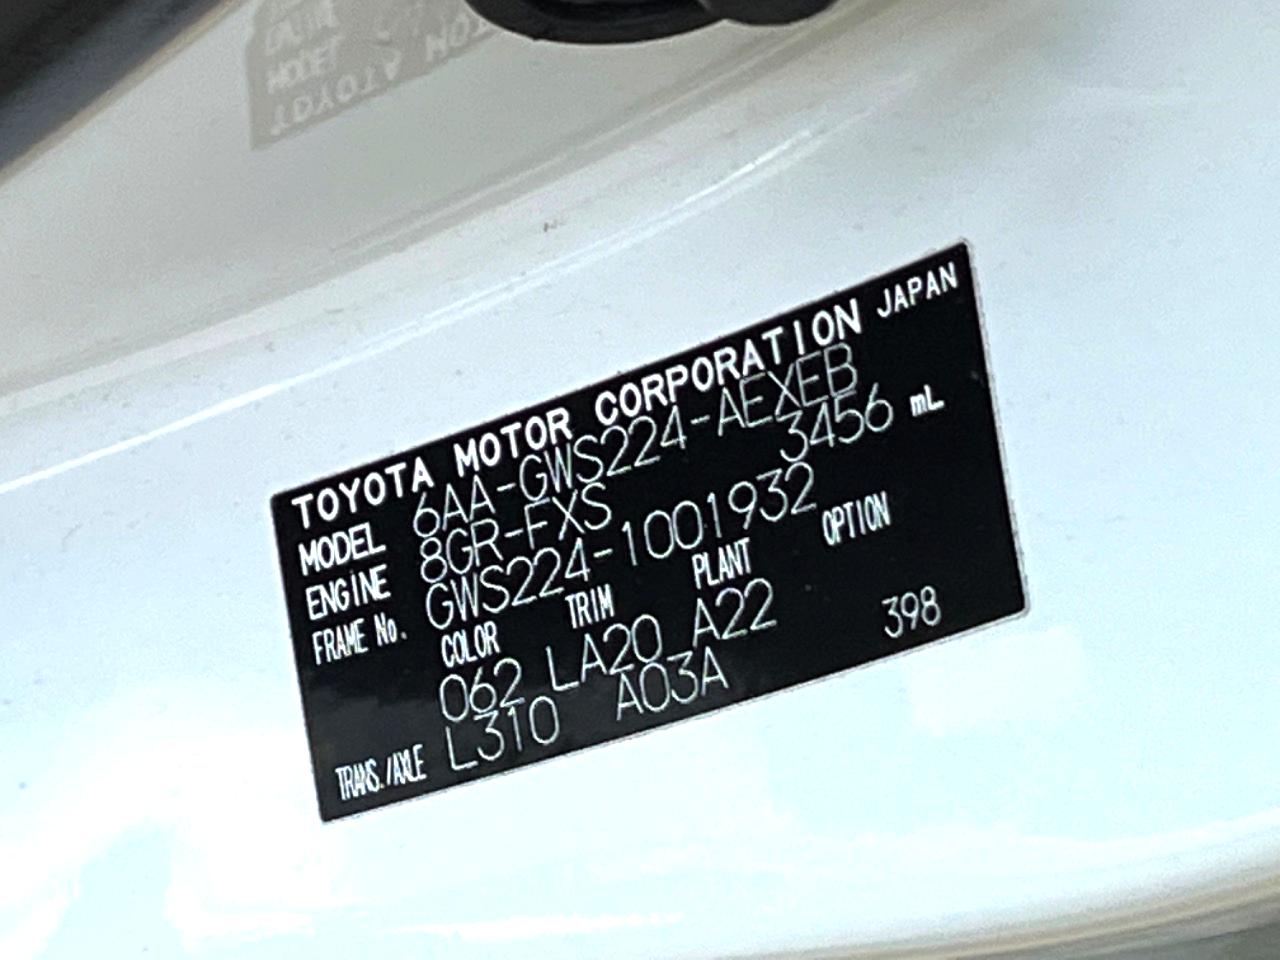 TOYOTA MOTOR CORPORATION JAPAN
MODEL 6AA-GWS224-AEXEB
ENGINE 8GR-FXS 3456 mL
FRAME No. GWS224-1001932
COLOR TRIM PLANT OPTION
062 LA20 A22
TRANS./AXLE L310 A03A 398